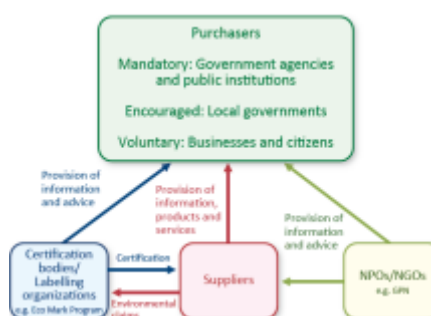 Purchasers
Mandatory: Government agencies
and public institutions
Encouraged: Local governments
Voluntary: Businesses and citizens
Provision of
information
and advice
Provision of
information,
products and
services
Provision of
information
and advice
Certification
bodies/
Labelling
organizations
e.g. Eco Mark Program
Certification
Environmental
claims
Suppliers
NPOs/NGOs
e.g. GPN